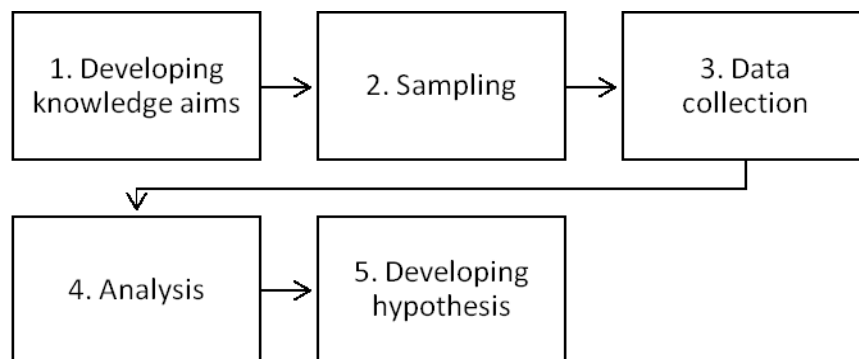 1. Developing
knowledge aims
2. Sampling
3. Data
collection
4. Analysis
5. Developing
hypothesis